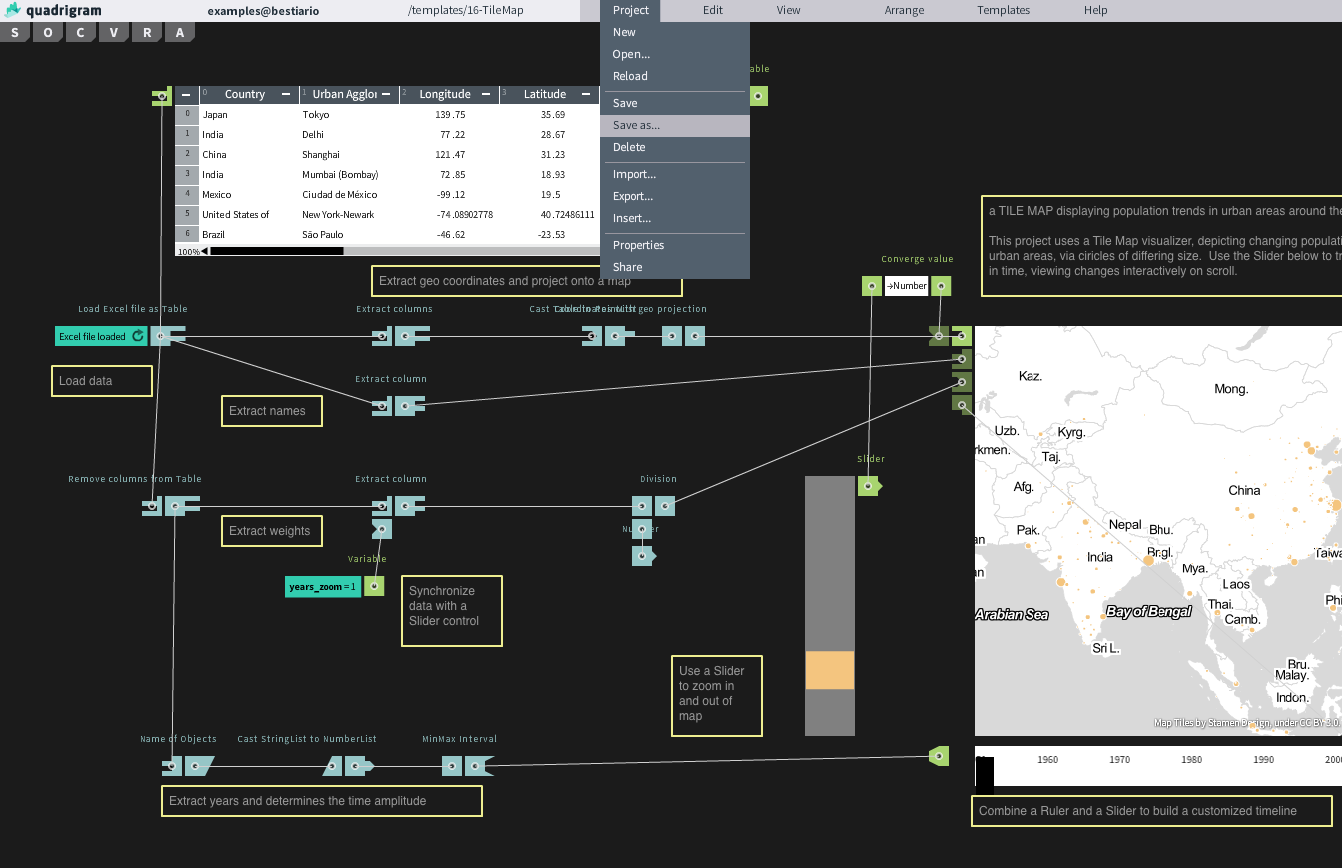 quadrigram
examples@bestiario
/templates/16-TileMap
Project
Edit
View
Arrange
Templates
Help
S O C V R A
New
Open...
Reload
Save
Save as...
Delete
Import...
Export...
Insert...
Properties
Share
able
0 Country 1 Urban Agglo 2 Longitude 3 Latitude
0 Japan Tokyo 139.75 35.69
1 India Delhi 77.22 28.67
2 China Shanghai 121.47 31.23
3 India Mumbai (Bombay) 72.85 18.93
4 Mexico Ciudad de México -99.12 19.5
5 United States of New York-Newark -74.08902778 40.72486111
6 Brazil São Paulo -46.62 -23.53
100%
a TILE MAP displaying population trends in urban areas around the
This project uses a Tile Map visualizer, depicting changing populati
urban areas, via ciricles of differing size. Use the Slider below to tr
in time, viewing changes interactively on scroll.
Extract geo coordinates and project onto a map
Converge value
→Number
Load Excel file as Table
Extract columns
Cast
geo projection
Excel file loaded
Load data
Extract column
Extract names
Remove columns from Table
Extract column
Division
Slider
Extract weights
Variable
years_zoom =1
Synchronize
data with a
Slider control
Use a Slider
to zoom in
and out of
map
Kaz.
Mong.
Uzb.
Kyrg.
rkmen.
Taj.
Afg.
China
Pak.
Nepal
Bhu.
an
India
Brgl.
Taiwa
an
Mya.
Laos
Arabian Sea
Bay of Bengal
Thai.
Phi
Camb.
Sri L.
Bru.
Malay.
Indon.
Map Tiles by Stamen Design, under CC BY 3.0.
Name of Objects
Cast StringList to NumberList
MinMax Interval
1960 1970 1980 1990 200
Extract years and determines the time amplitude
Combine a Ruler and a Slider to build a customized timeline